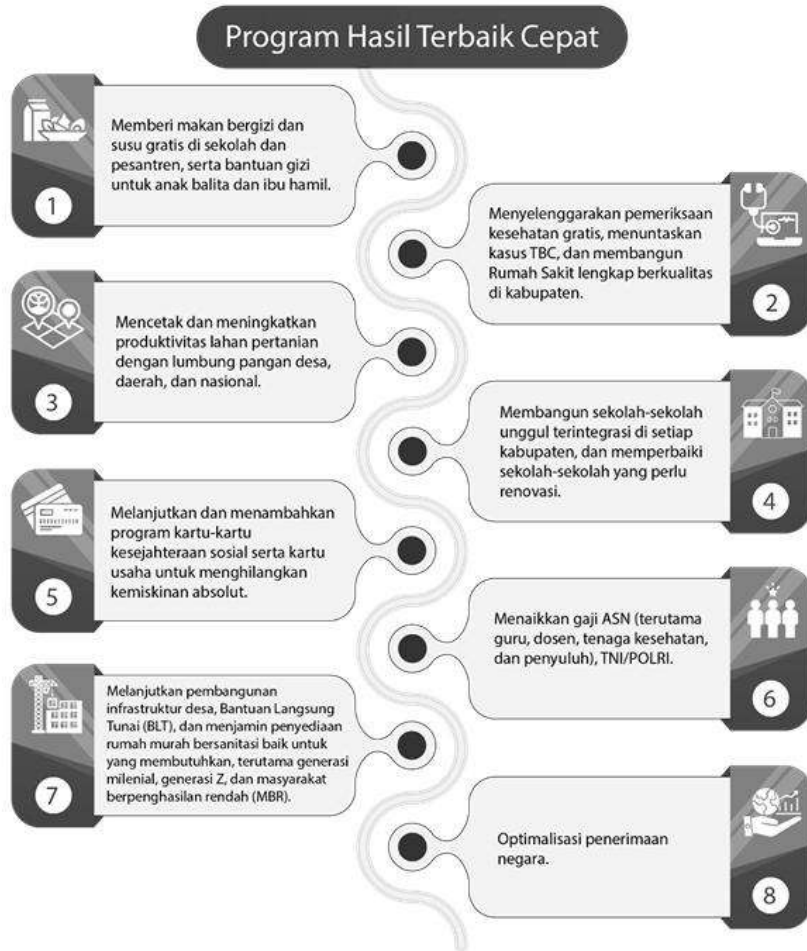 Program Hasil Terbaik Cepat
Memberi makan bergizi dan
susu gratis di sekolah dan
pesantren, serta bantuan gizi
untuk anak balita dan ibu hamil.
1
Menyelenggarakan pemeriksaan
kesehatan gratis, menuntaskan
kasus TBC, dan membangun
Rumah Sakit lengkap berkualitas
di kabupaten.
2
Mencetak dan meningkatkan
produktivitas lahan pertanian
dengan lumbung pangan desa,
daerah, dan nasional.
3
Membangun sekolah-sekolah
unggul terintegrasi di setiap
kabupaten, dan memperbaiki
sekolah-sekolah yang perlu
renovasi.
4
Melanjutkan dan menambahkan
program kartu-kartu
kesejahteraan sosial serta kartu
usaha untuk menghilangkan
kemiskinan absolut.
5
Menaikkan gaji ASN (terutama
guru, dosen, tenaga kesehatan,
dan penyuluh), TNI/POLRI.
6
Melanjutkan pembangunan
infrastruktur desa, Bantuan Langsung
Tunai (BLT), dan menjamin penyediaan
rumah murah bersanitasi baik untuk
yang membutuhkan, terutama generasi
milenial, generasi Z, dan masyarakat
berpenghasilan rendah (MBR).
7
Optimalisasi penerimaan
negara.
8